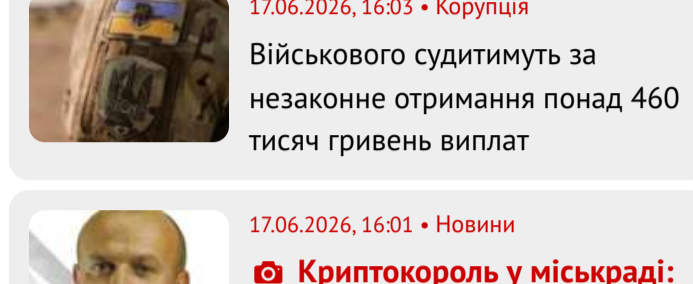 17.06.2026, 16:03 • Корупція
Військового судитимуть за
незаконне отримання понад 460
тисяч гривень виплат
17.06.2026, 16:01 • Новини
Криптокороль у міськраді: